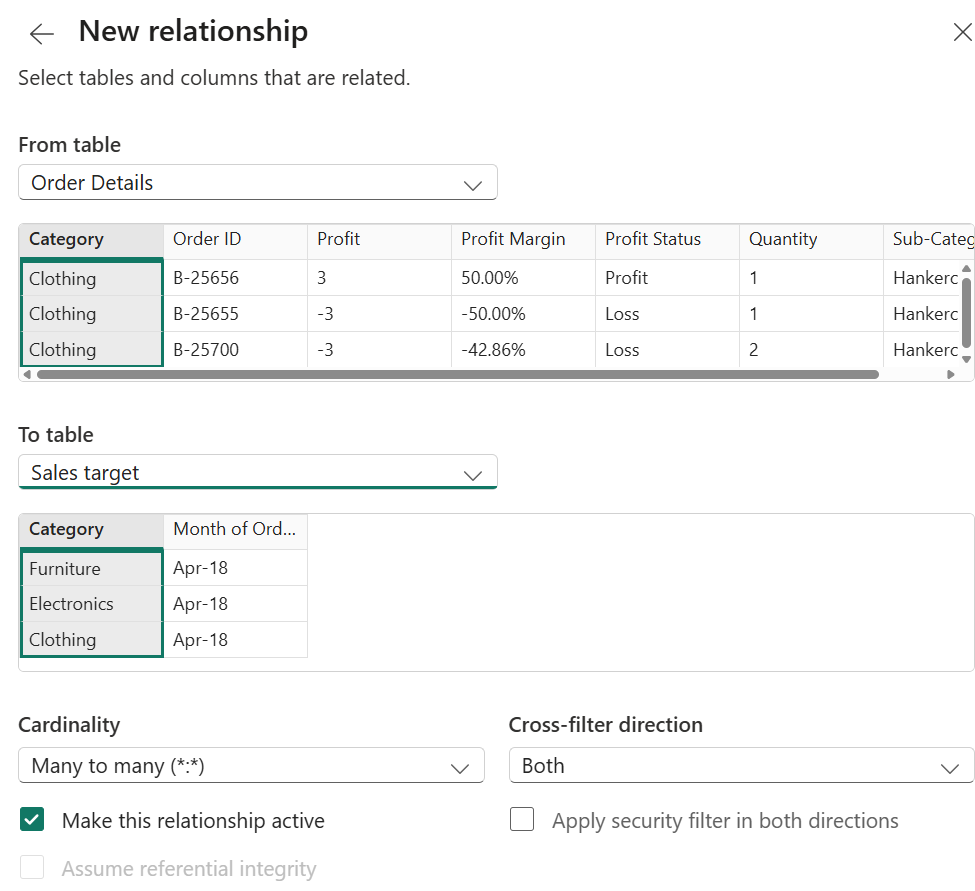 New relationship
Select tables and columns that are related.
From table
Order Details
Category Order ID Profit Profit Margin Profit Status Quantity Sub-Categ
Clothing B-25656 3 50.00% Profit 1 Hankerc
Clothing B-25655 -3 -50.00% Loss 1 Hankerc
Clothing B-25700 -3 -42.86% Loss 2 Hankerc
To table
Sales target
Category Month of Ord...
Furniture Apr-18
Electronics Apr-18
Clothing Apr-18
Cardinality Cross-filter direction
Many to many (*:*) Both
Make this relationship active Apply security filter in both directions
Assume referential integrity